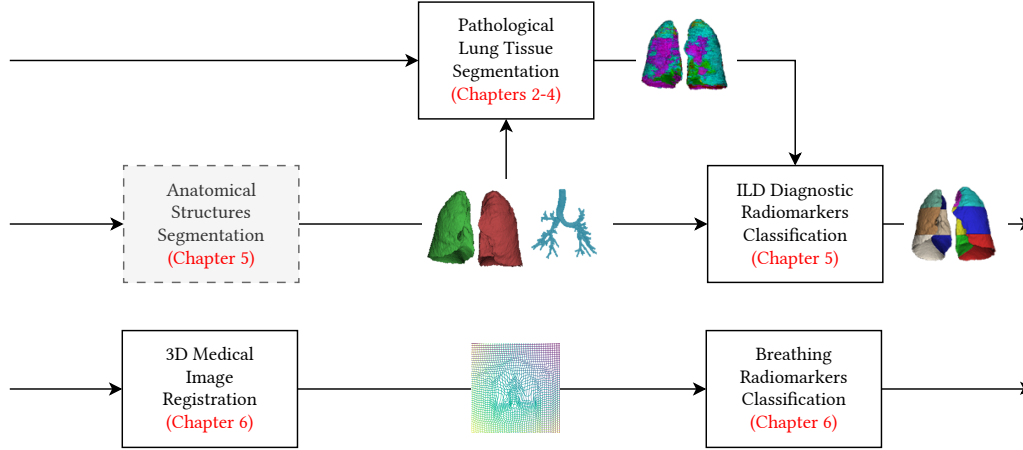 Pathological
Lung Tissue
Segmentation
(Chapters 2-4)
Anatomical
Structures
Segmentation
(Chapter 5)
ILD Diagnostic
Radiomarkers
Classification
(Chapter 5)
3D Medical
Image
Registration
(Chapter 6)
Breathing
Radiomarkers
Classification
(Chapter 6)